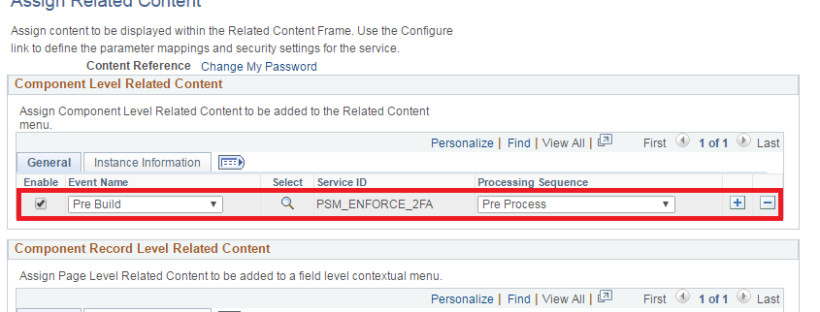 Assign Related Content
Assign content to be displayed within the Related Content Frame. Use the Configure
link to define the parameter mappings and security settings for the service.
Content Reference Change My Password
Component Level Related Content
Assign Component Level Related Content to be added to the Related Content
menu.
Personalize | Find | View All | First 1 of 1 Last
General Instance Information
Enable Event Name Select Service ID Processing Sequence
Pre Build PSM_ENFORCE_2FA Pre Process
Component Record Level Related Content
Assign Page Level Related Content to be added to a field level contextual menu.
Personalize | Find | View All | First 1 of 1 Last